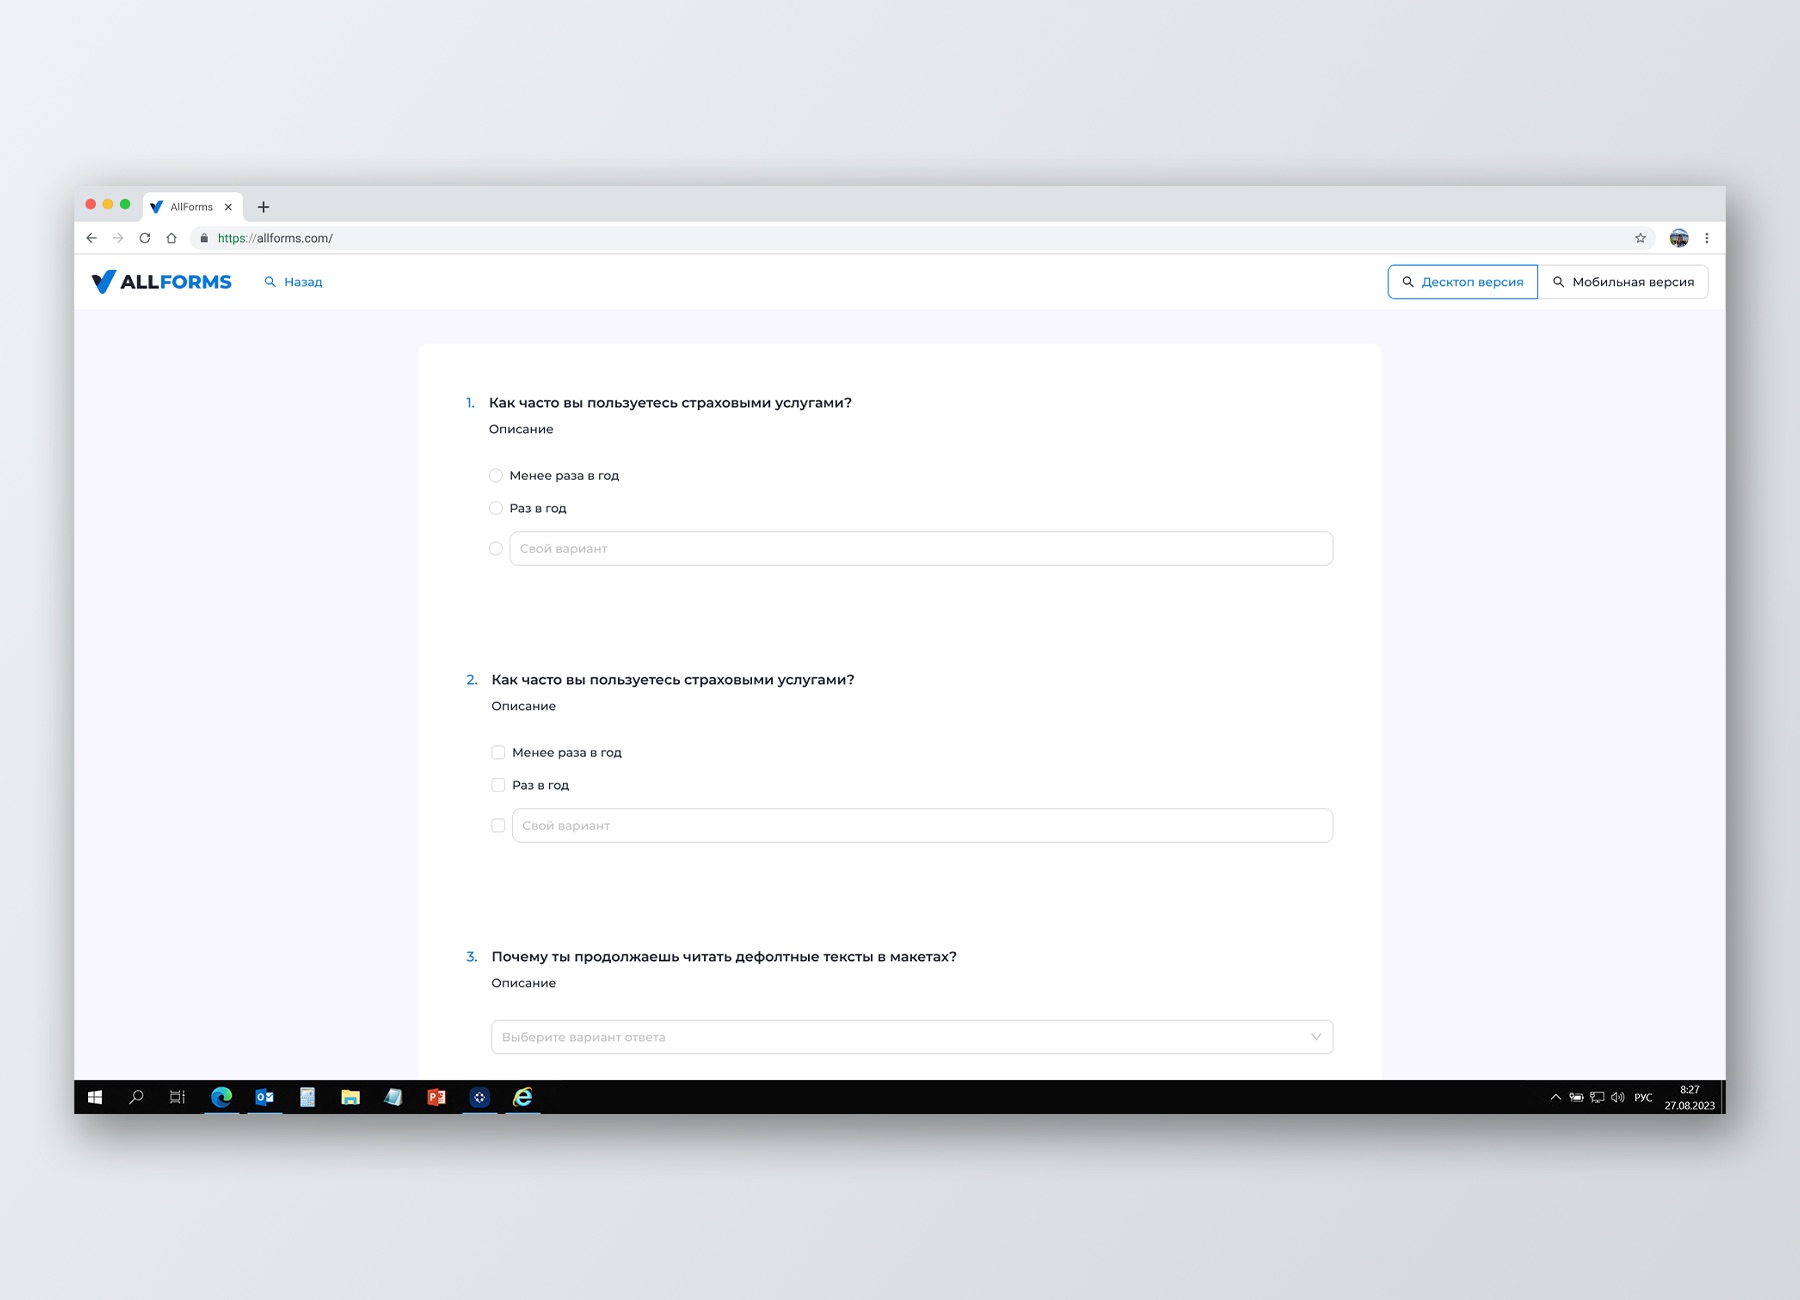 AllForms
https://allforms.com/
ALLFORMS
Назад
Десктоп версия
Мобильная версия
1. Как часто вы пользуетесь страховыми услугами?
Описание
Менее раза в год
Раз в год
Свой вариант
2. Как часто вы пользуетесь страховыми услугами?
Описание
Менее раза в год
Раз в год
Свой вариант
3. Почему ты продолжаешь читать дефолтные тексты в макетах?
Описание
Выберите вариант ответа
РУС
8:27
27.08.2023